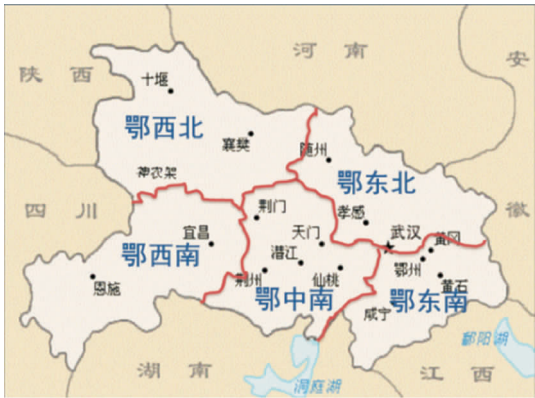 河南
安
陕西
十堰
鄂西北
襄樊
随州
神农架
鄂东北
四川
荆门
孝感
徽
宜昌
天门
武汉
黄冈
鄂西南
潜江
鄂州
恩施
荆州
仙桃
黄石
鄂中南
鄂东南
咸宁
鄱阳湖
湖南
洞庭湖
江西